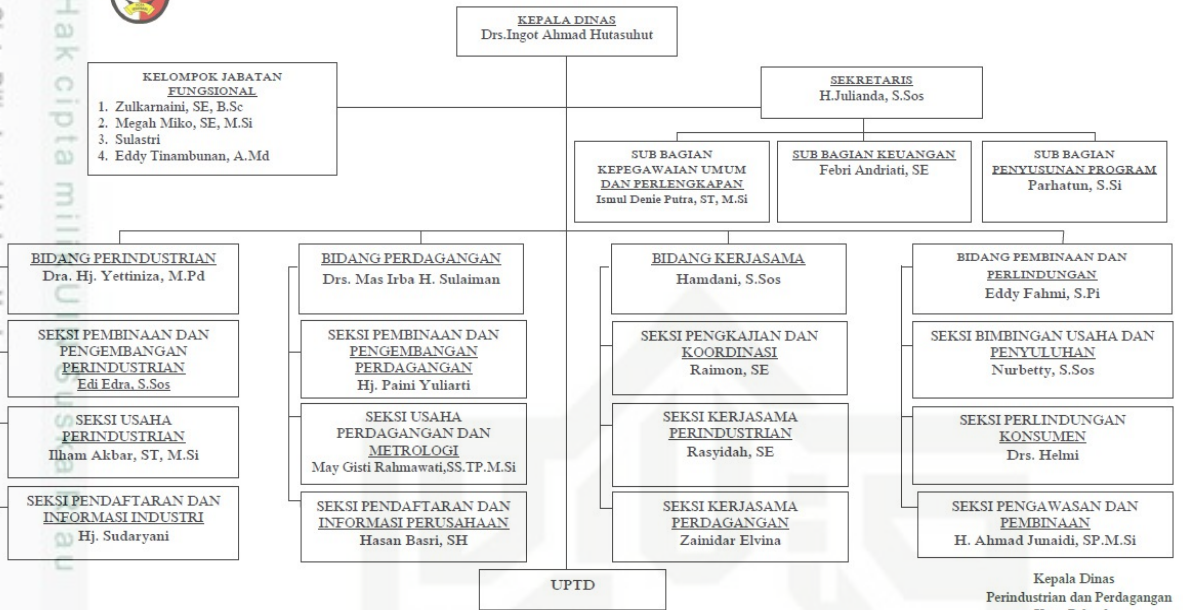 KEPALA DINAS
Drs.Ingot Ahmad Hutasuhut
KELOMPOK JABATAN
FUNGSIONAL
1. Zulkarnaini, SE, B.Sc
2. Megah Miko, SE, M.Si
3. Sulastri
4. Eddy Tinambunan, A.Md
SEKRETARIS
H.Julianda, S.Sos
SUB BAGIAN
KEPEGAWAIAN UMUM
DAN PERLENGKAPAN
Ismul Denie Putra, ST, M.Si
SUB BAGIAN KEUANGAN
Febri Andriati, SE
SUB BAGIAN
PENYUSUNAN PROGRAM
Parhatun, S.Si
BIDANG PERINDUSTRIAN
Dra. Hj. Yettiniza, M.Pd
SEKSI PEMBINAAN DAN
PENGEMBANGAN
PERINDUSTRIAN
Edi Edra, S.Sos
SEKSI USAHA
PERINDUSTRIAN
Ilham Akbar, ST, M.Si
SEKSI PENDAFTARAN DAN
INFORMASI INDUSTRI
Hj. Sudaryani
BIDANG PERDAGANGAN
Drs. Mas Irba H. Sulaiman
SEKSI PEMBINAAN DAN
PENGEMBANGAN
PERDAGANGAN
Hj. Paini Yuliarti
SEKSI USAHA
PERDAGANGAN DAN
METROLOGI
May Gisti Rahmawati,SS.TP.M.Si
SEKSI PENDAFTARAN DAN
INFORMASI PERUSAHAAN
Hasan Basri, SH
BIDANG KERJASAMA
Hamdani, S.Sos
SEKSI PENGKAJIAN DAN
KOORDINASI
Raimon, SE
SEKSI KERJASAMA
PERINDUSTRIAN
Rasyidah, SE
SEKSI KERJASAMA
PERDAGANGAN
Zainidar Elvina
BIDANG PEMBINAAN DAN
PERLINDUNGAN
Eddy Fahmi, S.Pi
SEKSI BIMBINGAN USAHA DAN
PENYULUHAN
Nurbetty, S.Sos
SEKSI PERLINDUNGAN
KONSUMEN
Drs. Helmi
SEKSI PENGAWASAN DAN
PEMBINAAN
H. Ahmad Junaidi, SP.M.Si
UPTD
Kepala Dinas
Perindustrian dan Perdagangan
Hak cipta milik UIN Suska Riau